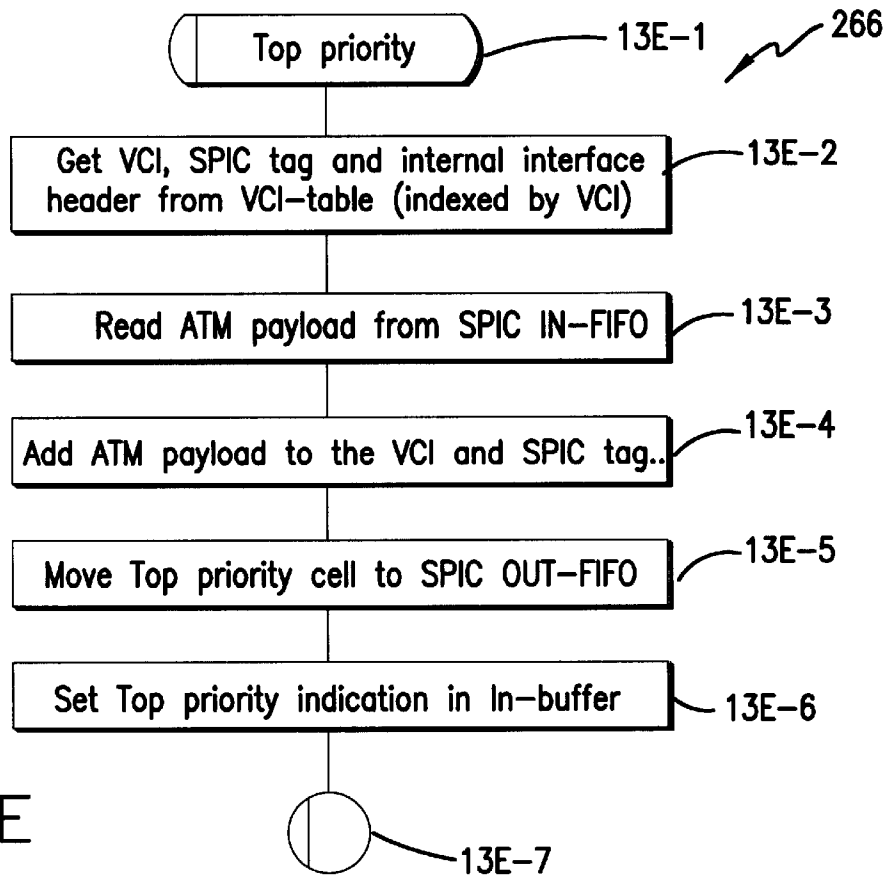 266
Top priority
13E-1
Get VCI, SPIC tag and internal interface
header from VCI-table (indexed by VCI)
13E-2
Read ATM payload from SPIC IN-FIFO
13E-3
Add ATM payload to the VCI and SPIC tag..
13E-4
Move Top priority cell to SPIC OUT-FIFO
13E-5
Set Top priority indication in In-buffer
13E-6
E
13E-7